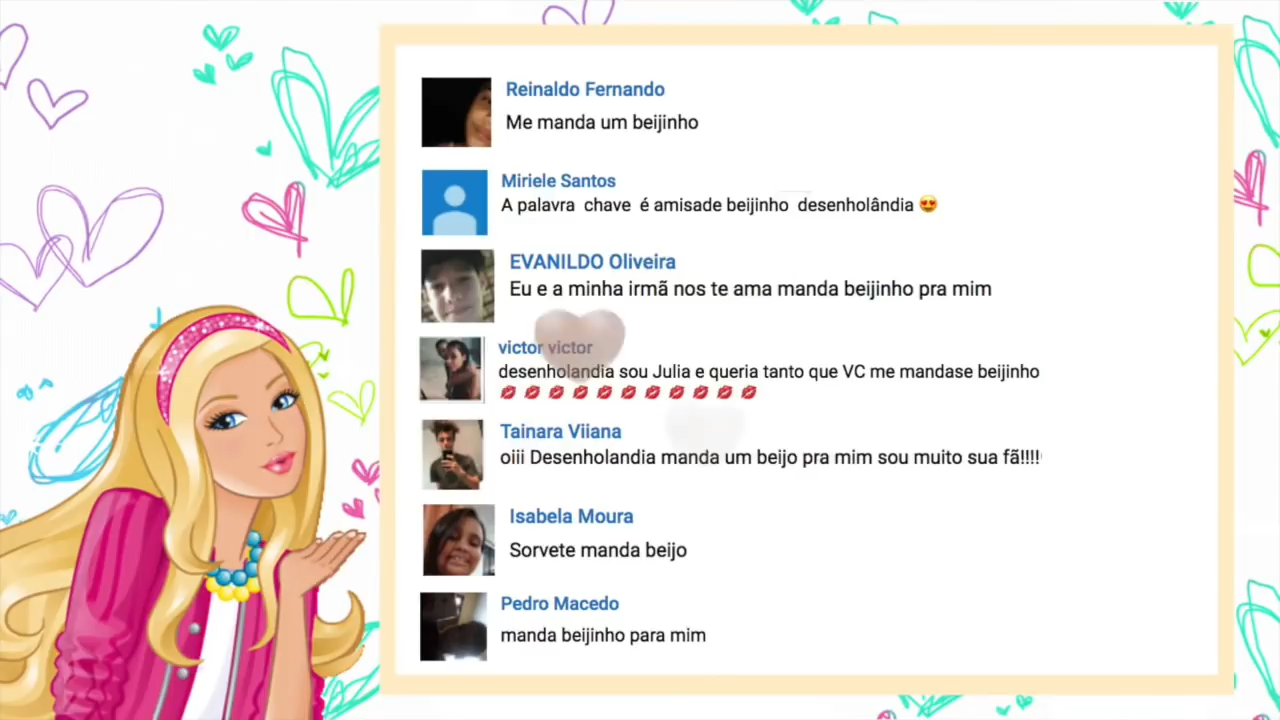 Reinaldo Fernando
Me manda um beijinho
Miriele Santos
A palavra chave é amisade beijinho desenholândia 😍
EVANILDO Oliveira
Eu e a minha irmã nos te ama manda beijinho pra mim
victor victor
desenholandia sou Julia e queria tanto que VC me mandase beijinho
💋 💋 💋 💋 💋 💋 💋 💋 💋 💋 💋
Tainara Viiana
oiii Desenholandia manda um beijo pra mim sou muito sua fã!!!!
Isabela Moura
Sorvete manda beijo
Pedro Macedo
manda beijinho para mim